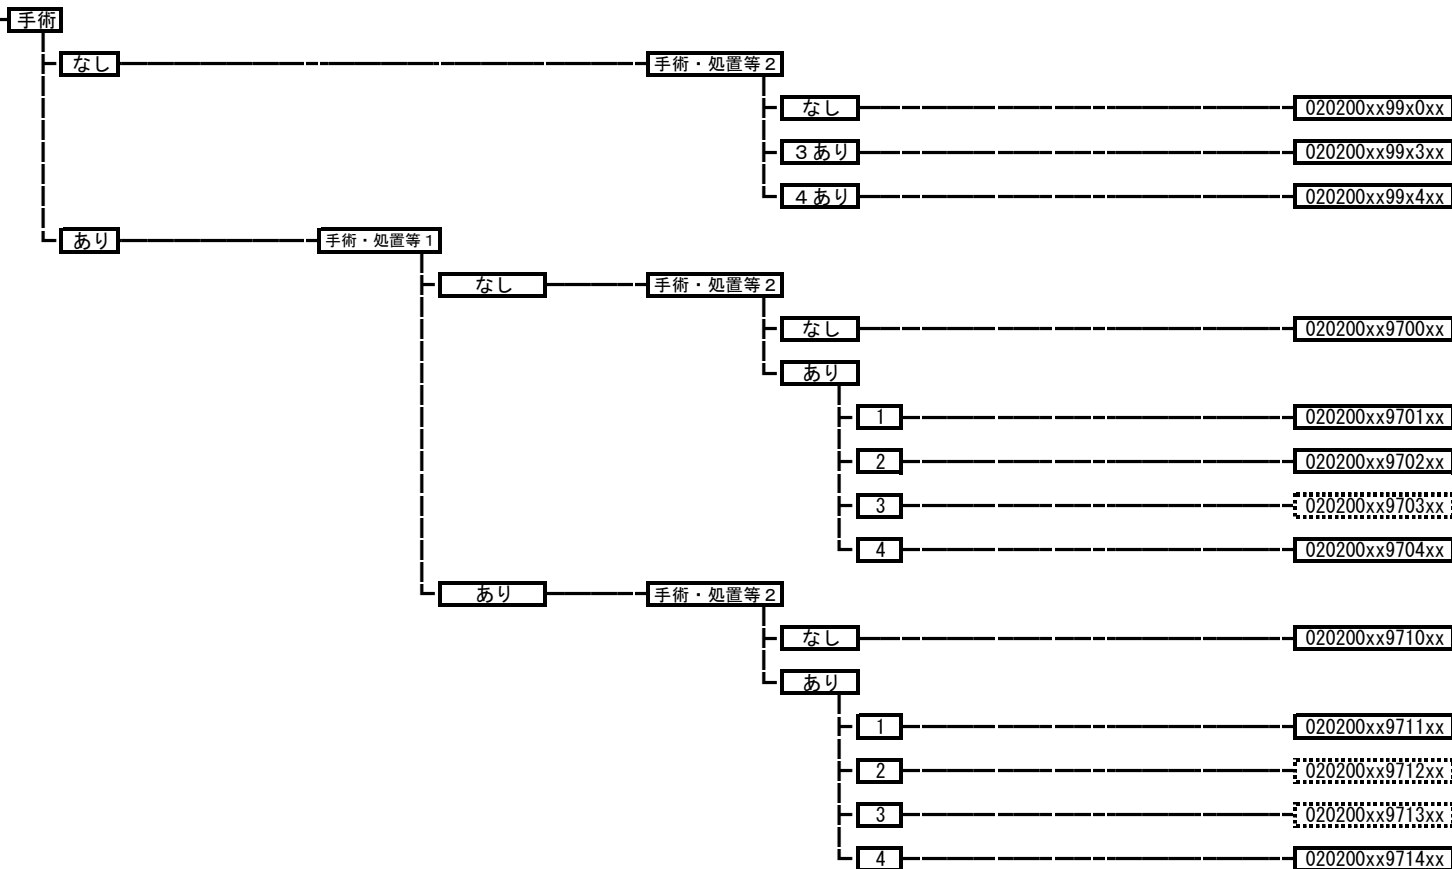 手術
なし 手術・処置等2
なし 020200xx99x0xx
3あり 020200xx99x3xx
4あり 020200xx99x4xx
あり 手術・処置等1
なし 手術・処置等2
なし 020200xx9700xx
あり
1 020200xx9701xx
2 020200xx9702xx
3 020200xx9703xx
4 020200xx9704xx
あり 手術・処置等2
なし 020200xx9710xx
あり
1 020200xx9711xx
2 020200xx9712xx
3 020200xx9713xx
4 020200xx9714xx